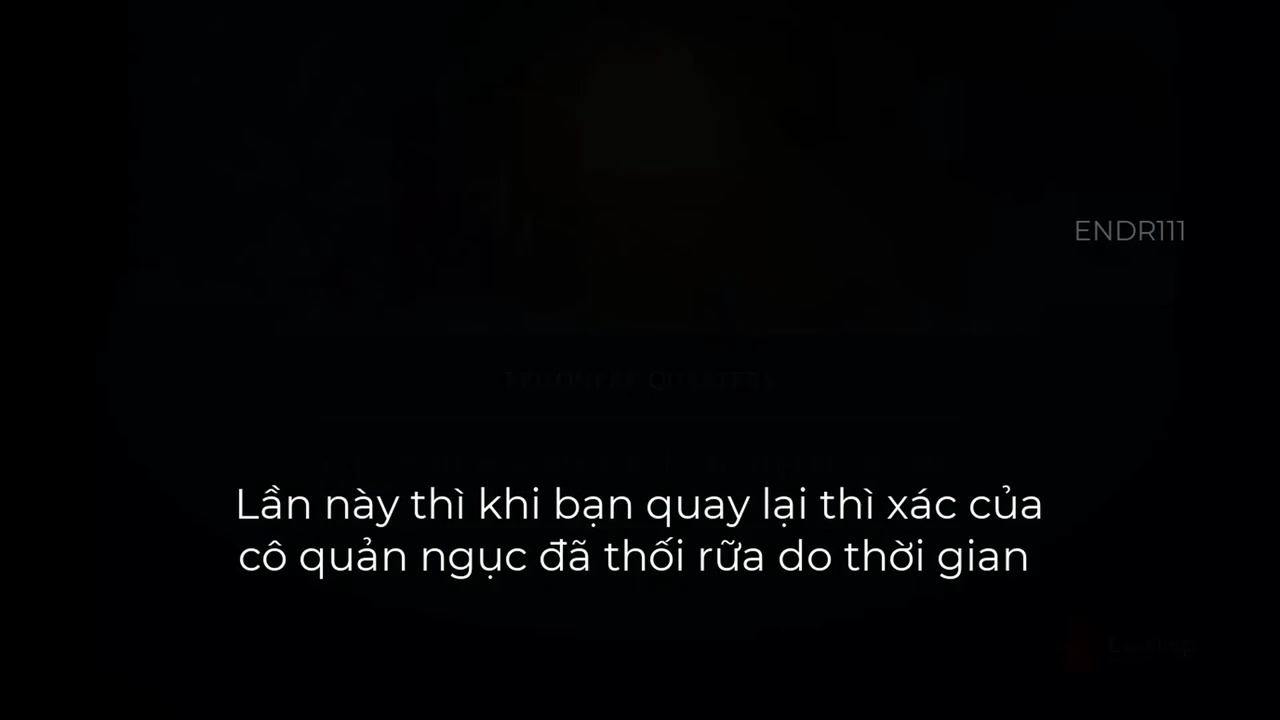 ENDR111
QUARTERS
Lần này thì khi bạn quay lại thì xác của
cô quản ngục đã thối rữa do thời gian